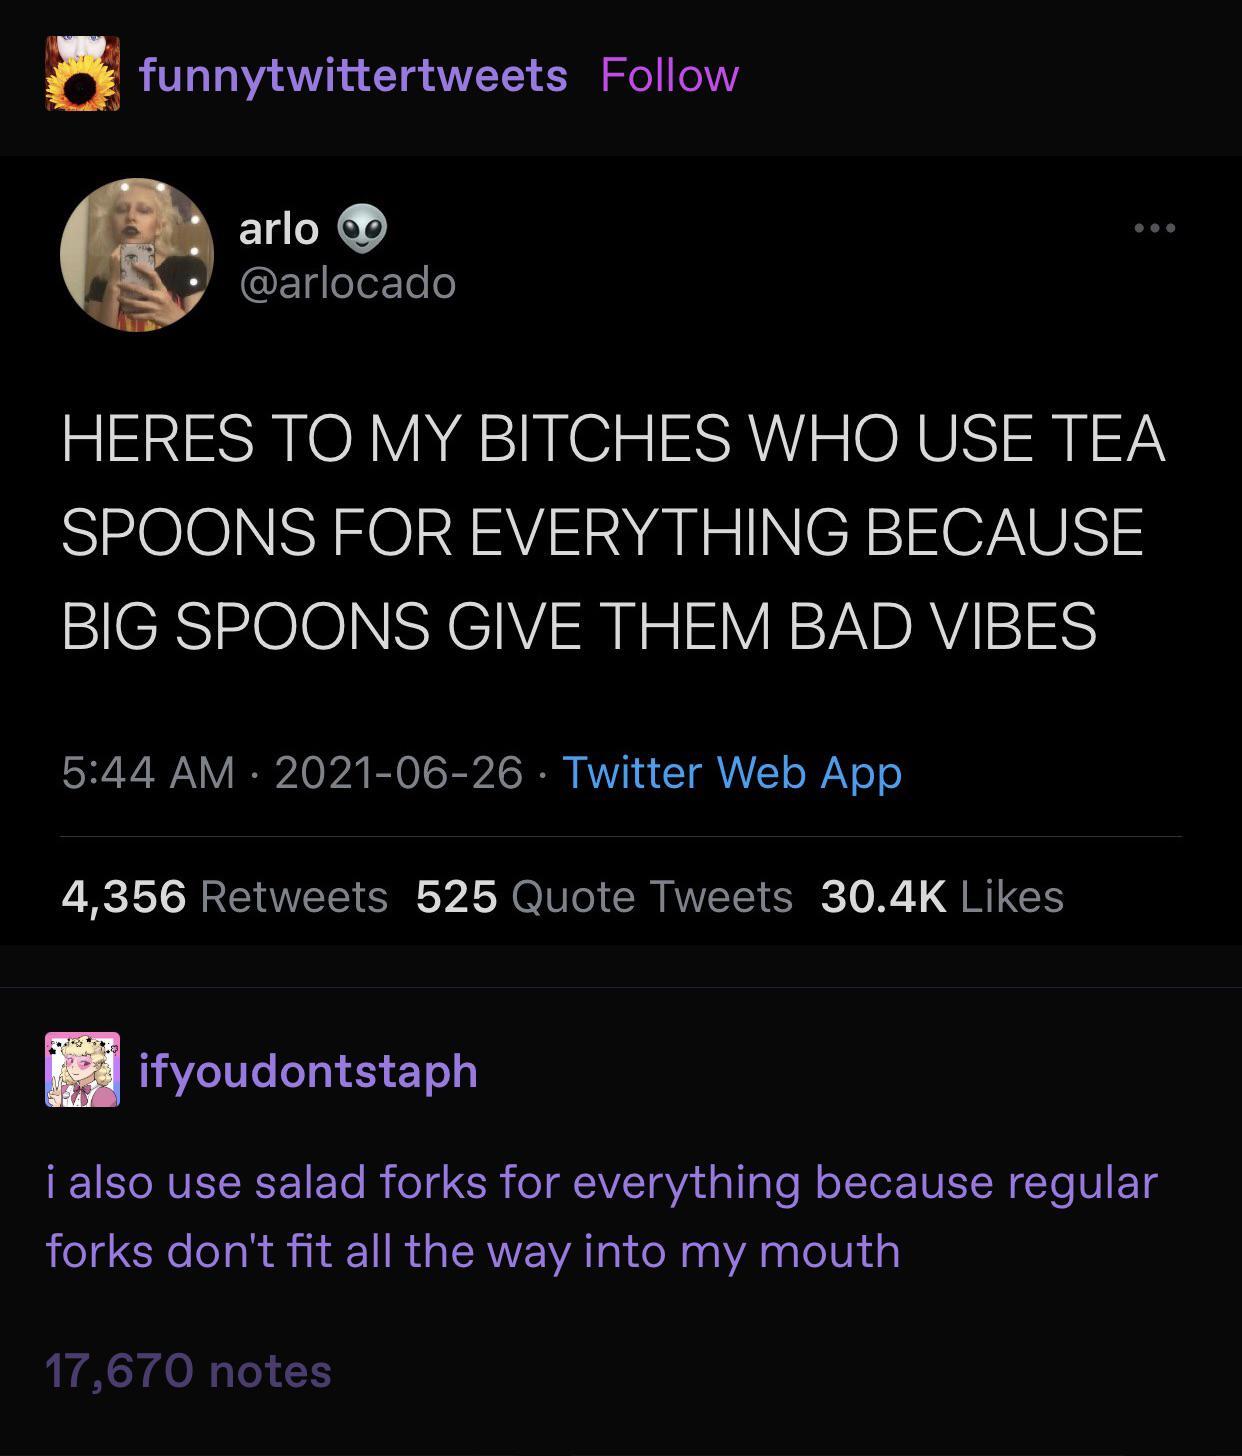 funnytwittertweets Follow
arlo 👽
@arlocado
HERES TO MY BITCHES WHO USE TEA
SPOONS FOR EVERYTHING BECAUSE
BIG SPOONS GIVE THEM BAD VIBES
5:44 AM · 2021-06-26 · Twitter Web App
4,356 Retweets 525 Quote Tweets 30.4K Likes
ifyoudontstaph
i also use salad forks for everything because regular
forks don't fit all the way into my mouth
17,670 notes